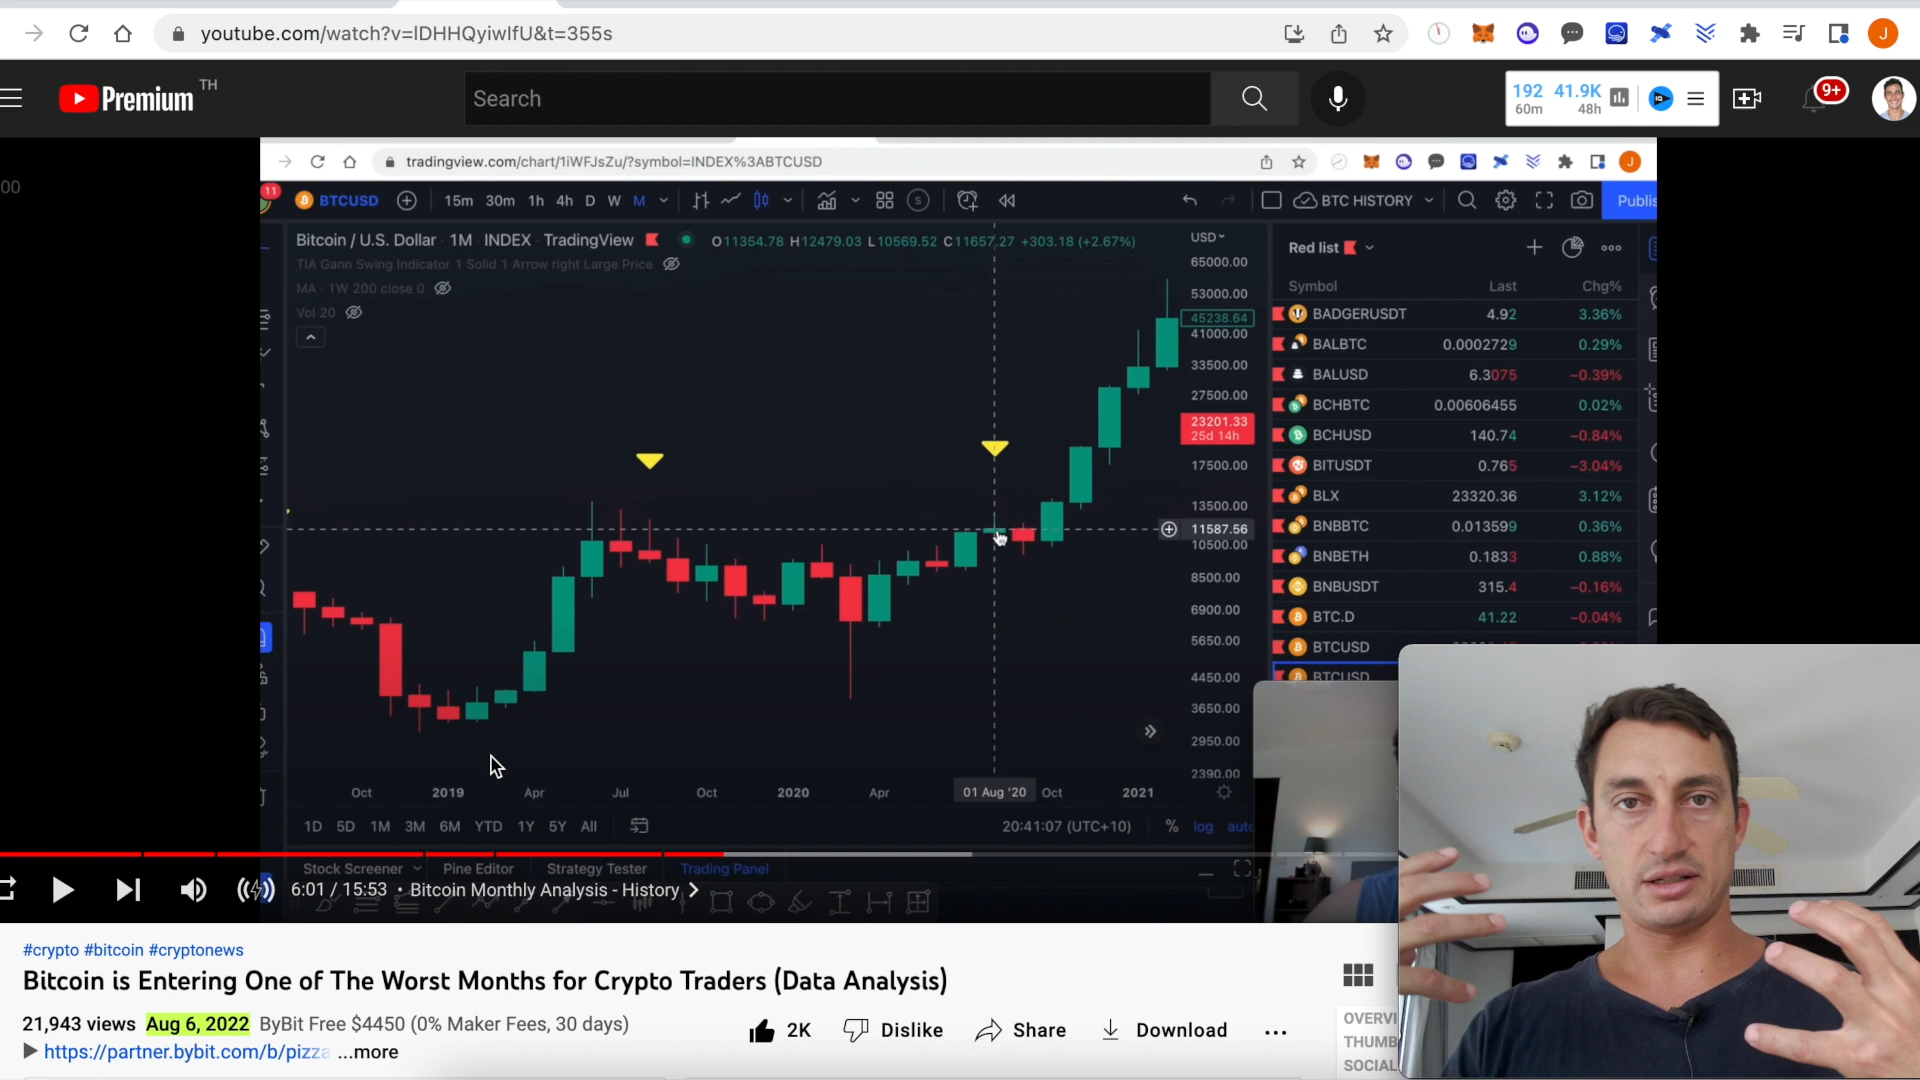 youtube.com/watch?v=lDHHQyiwlfU&t=355s
J
Premium TH
Search
192 41.9K
60m 48h
9+
00
tradingview.com/chart/1iWFJsZu/?symbol=INDEX%3ABTCUSD
J
11
BTCUSD 15m 30m 1h 4h D W M BTC HISTORY Publis
Bitcoin / U.S. Dollar · 1M · INDEX · TradingView O11354.78 H12479.03 L10569.52 C11657.27 +303.18 (+2.67%)
TIA Gann Swing Indicator 1 Solid 1 Arrow right Large Price
MA · 1W 200 close 0
Vol 20
USD
65000.00
53000.00
45238.64
41000.00
33500.00
27500.00
23201.33
25d 14h
17500.00
13500.00
11587.56
10500.00
8500.00
6900.00
5650.00
4450.00
3650.00
2950.00
2390.00
Red list
Symbol Last Chg%
BADGERUSDT 4.92 3.36%
BALBTC 0.0002729 0.29%
BALUSD 6.3075 −0.39%
BCHBTC 0.00606455 0.02%
BCHUSD 140.74 −0.84%
BITUSDT 0.765 −3.04%
BLX 23320.36 3.12%
BNBBTC 0.013599 0.36%
BNBETH 0.1833 0.88%
BNBUSDT 315.4 −0.16%
BTC.D 41.22 −0.04%
BTCUSD
BTCUSD
Oct 2019 Apr Jul Oct 2020 Apr 01 Aug '20 Oct 2021
1D 5D 1M 3M 6M YTD 1Y 5Y All 20:41:07 (UTC+10) % log auto
Stock Screener Pine Editor Strategy Tester Trading Panel
6:01 / 15:53 • Bitcoin Monthly Analysis - History
#crypto #bitcoin #cryptonews
Bitcoin is Entering One of The Worst Months for Crypto Traders (Data Analysis)
21,943 views Aug 6, 2022 ByBit Free $4450 (0% Maker Fees, 30 days)
https://partner.bybit.com/b/pizza ...more
2K Dislike Share Download
OVERVI
THUMB
SOCIAL